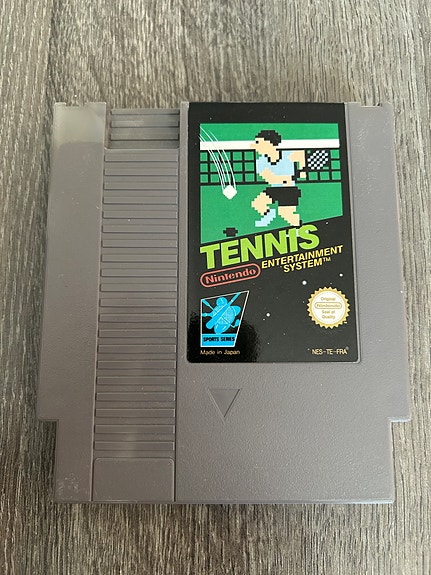 TENNIS
Nintendo
ENTERTAINMENT
SYSTEM™
SPORTS SERIES
Original
Nintendo
Seal of
Quality
Made in Japan
NES-TE-FRA